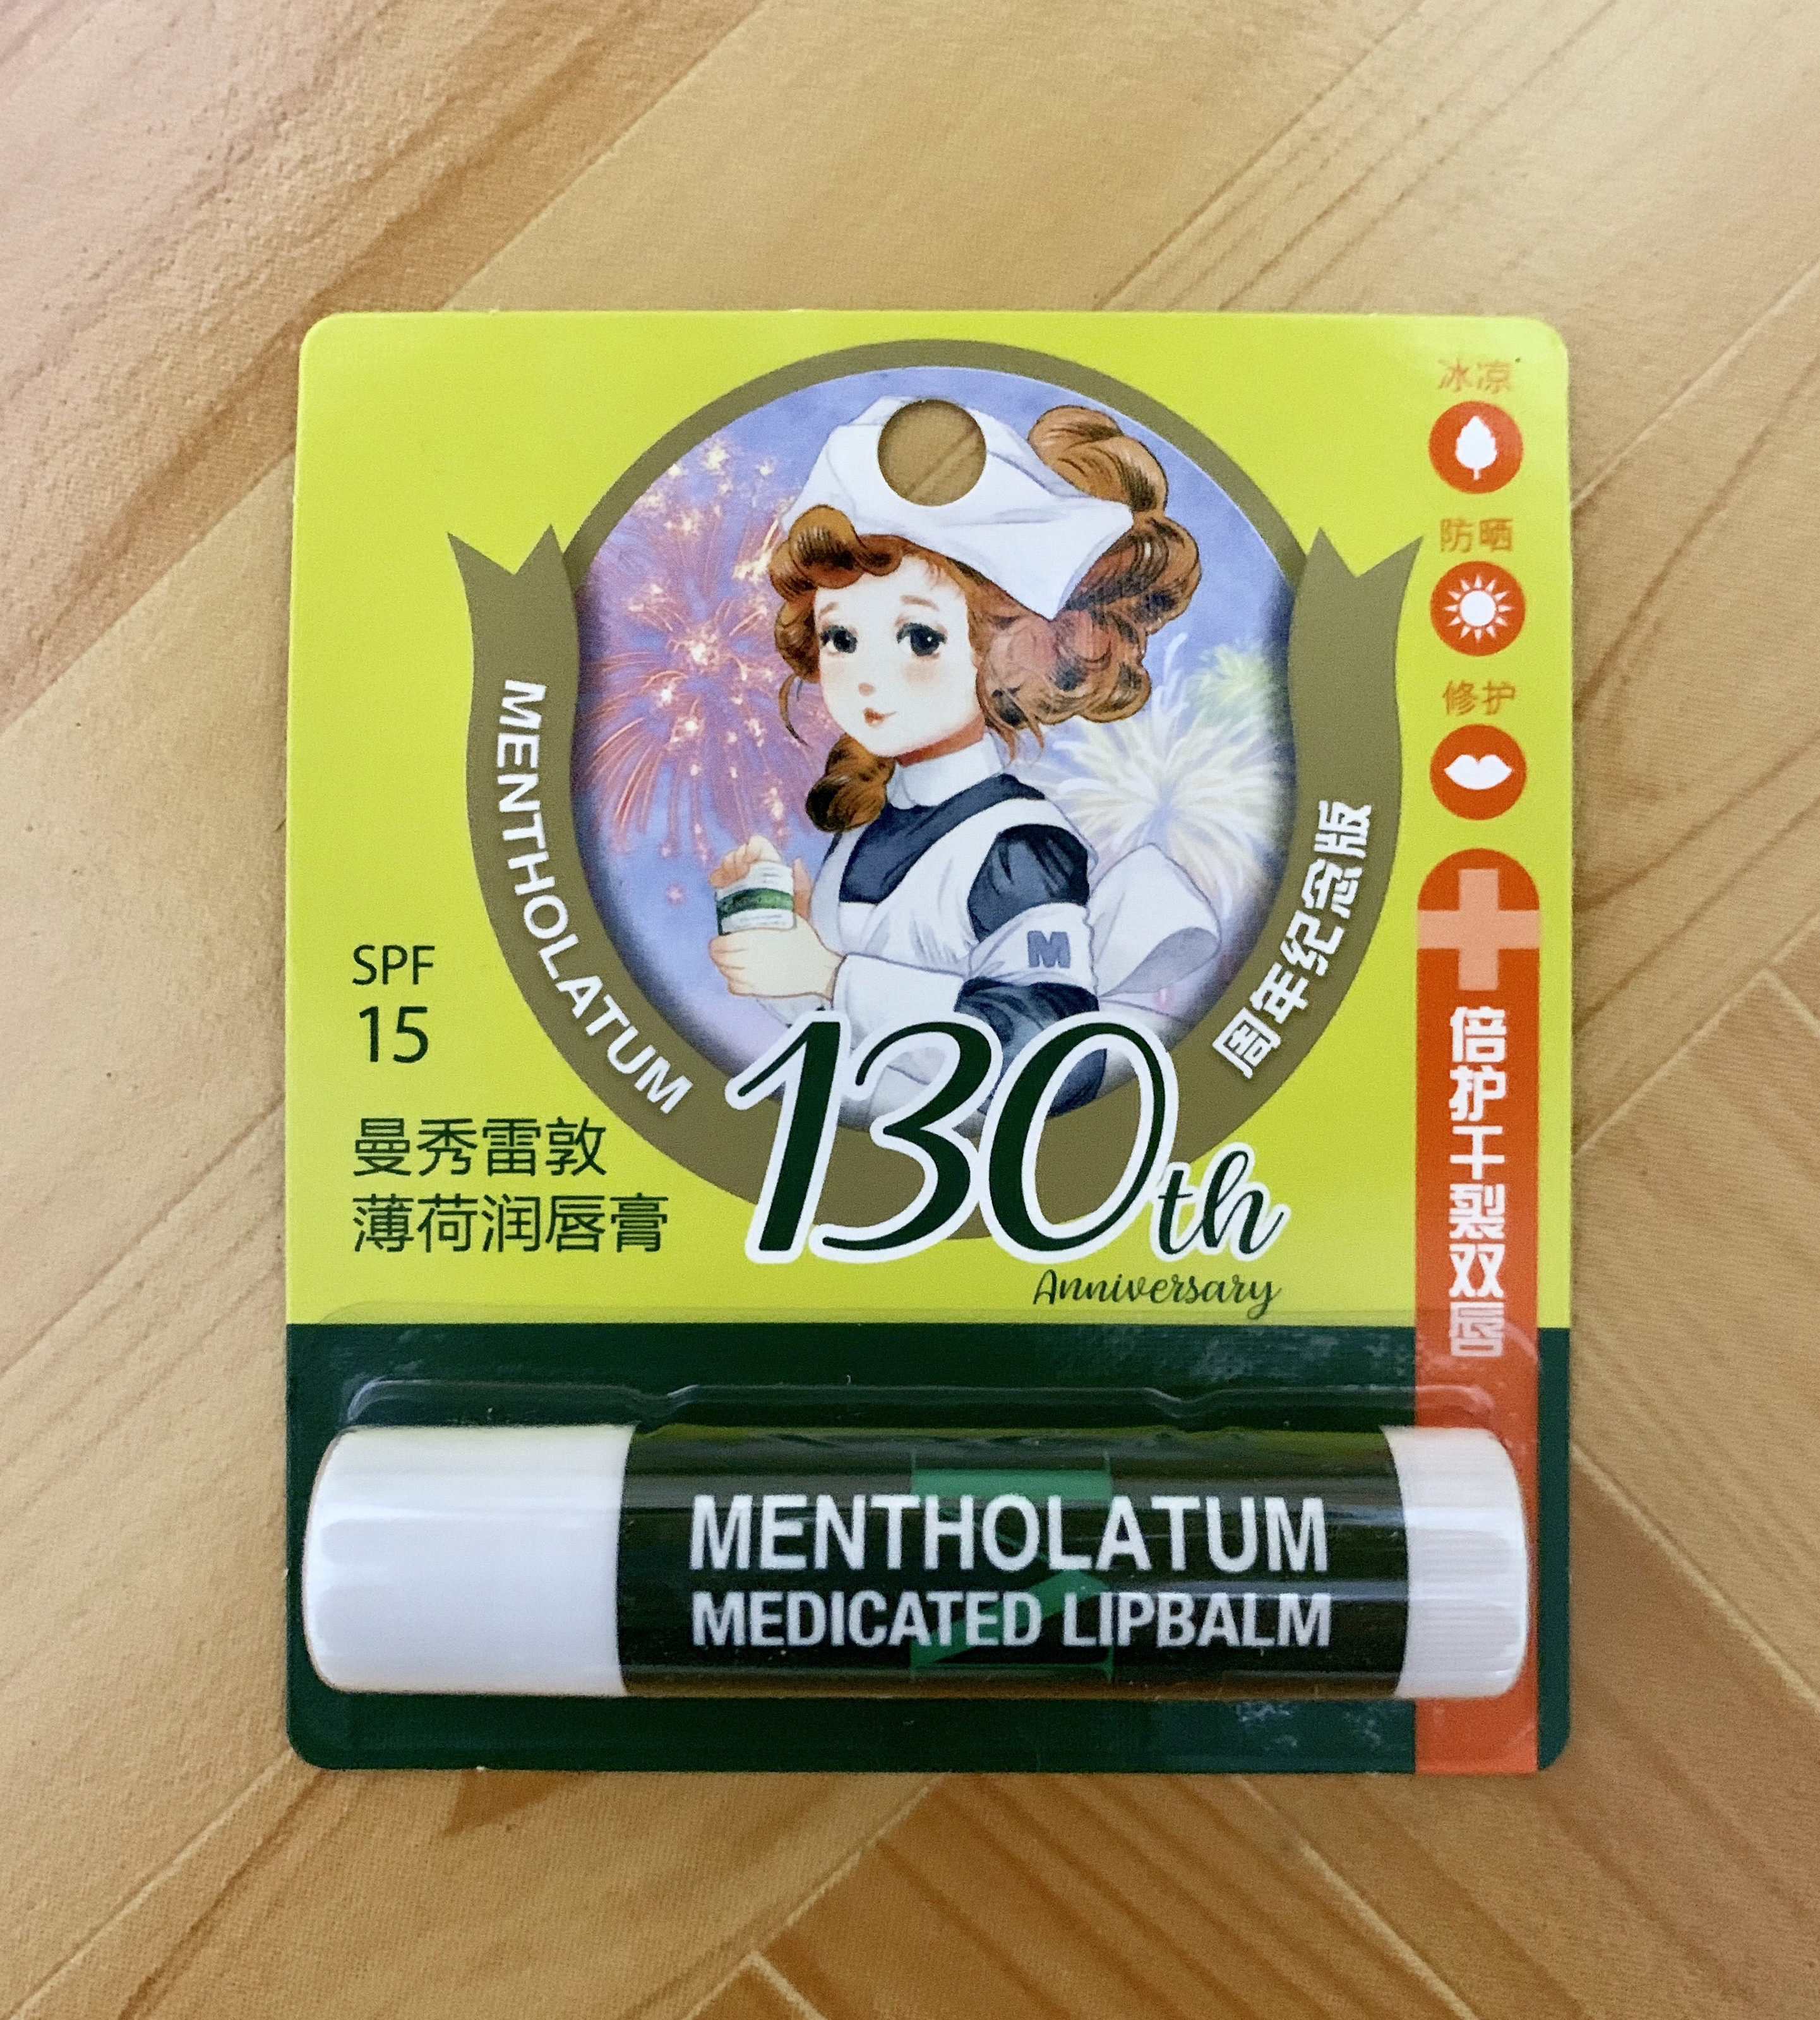 冰凉
防晒
修护
MENTHOLATUM
周年纪念版
M
SPF
15
曼秀雷敦
薄荷润唇膏
130th
Anniversary
倍护干裂双唇
MENTHOLATUM
MEDICATED LIPBALM